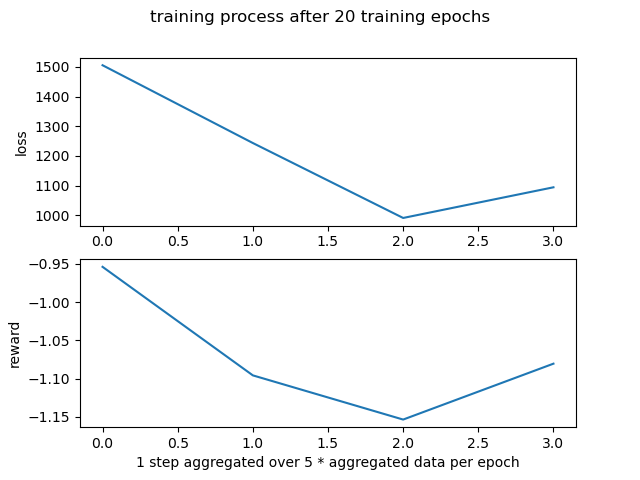 training process after 20 training epochs
1500
1400
1300
1200
1100
1000
loss
0.0 0.5 1.0 1.5 2.0 2.5 3.0
−0.95
−1.00
−1.05
−1.10
−1.15
reward
0.0 0.5 1.0 1.5 2.0 2.5 3.0
1 step aggregated over 5 * aggregated data per epoch